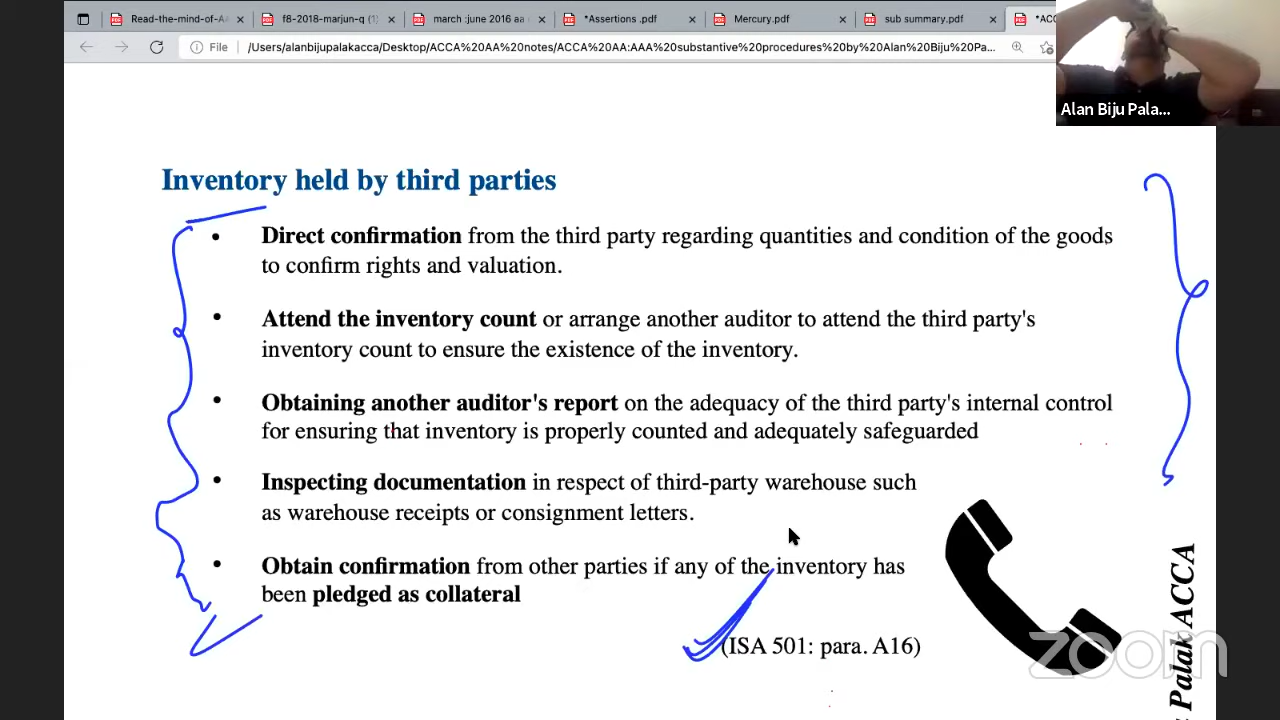 Read-the-mind-of-A
f8-2018-marjun-q (1)
march :june 2016 aa
*Assertions .pdf
Mercury.pdf
sub summary.pdf
*AC
File
/Users/alanbijupalakacca/Desktop/ACCA%20AA%20notes/ACCA%20AA:AAA%20substantive%20procedures%20by%20Alan%20Biju%20Pa...
Alan Biju Pala...
Inventory held by third parties
• Direct confirmation from the third party regarding quantities and condition of the goods
to confirm rights and valuation.
• Attend the inventory count or arrange another auditor to attend the third party's
inventory count to ensure the existence of the inventory.
• Obtaining another auditor's report on the adequacy of the third party's internal control
for ensuring that inventory is properly counted and adequately safeguarded
• Inspecting documentation in respect of third-party warehouse such
as warehouse receipts or consignment letters.
• Obtain confirmation from other parties if any of the inventory has
been pledged as collateral
(ISA 501: para. A16)
Palak ACCA
zoom